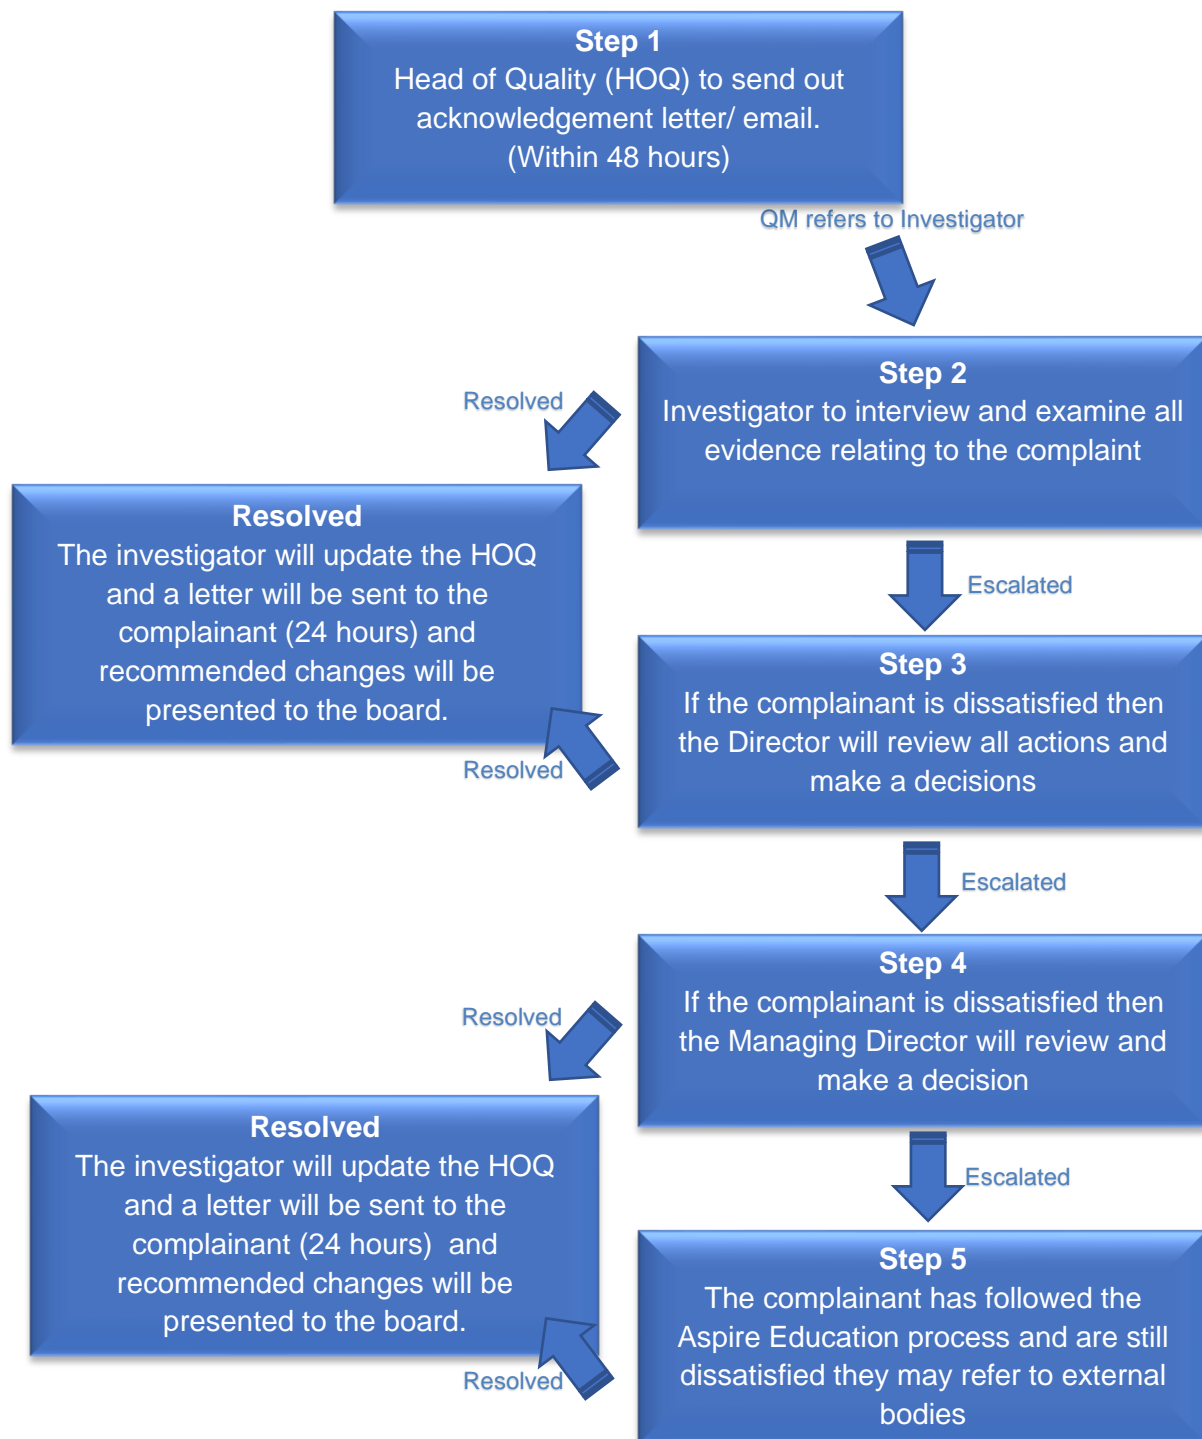 Step 1
Head of Quality (HOQ) to send out
acknowledgement letter/ email.
(Within 48 hours)
QM refers to Investigator
Step 2
Investigator to interview and examine all
evidence relating to the complaint
Resolved
Resolved
The investigator will update the HOQ
and a letter will be sent to the
complainant (24 hours) and
recommended changes will be
presented to the board.
Escalated
Step 3
If the complainant is dissatisfied then
the Director will review all actions and
make a decisions
Resolved
Escalated
Step 4
If the complainant is dissatisfied then
the Managing Director will review and
make a decision
Resolved
Resolved
The investigator will update the HOQ
and a letter will be sent to the
complainant (24 hours)  and
recommended changes will be
presented to the board.
Escalated
Step 5
The complainant has followed the
Aspire Education process and are still
dissatisfied they may refer to external
bodies
Resolved